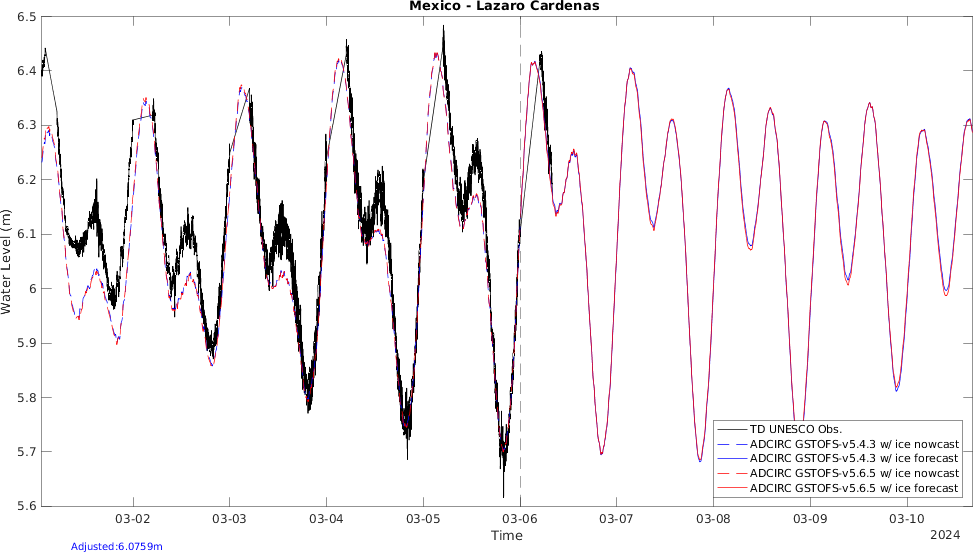 Mexico - Lazaro Cardenas
6.5
6.4
6.3
6.2
6.1
6
5.9
5.8
5.7
5.6
Water Level (m)
TD UNESCO Obs.
ADCIRC GSTOFS-v5.4.3 w/ ice nowcast
ADCIRC GSTOFS-v5.4.3 w/ ice forecast
ADCIRC GSTOFS-v5.6.5 w/ ice nowcast
ADCIRC GSTOFS-v5.6.5 w/ ice forecast
03-02 03-03 03-04 03-05 03-06 03-07 03-08 03-09 03-10
Time
2024
Adjusted:6.0759m